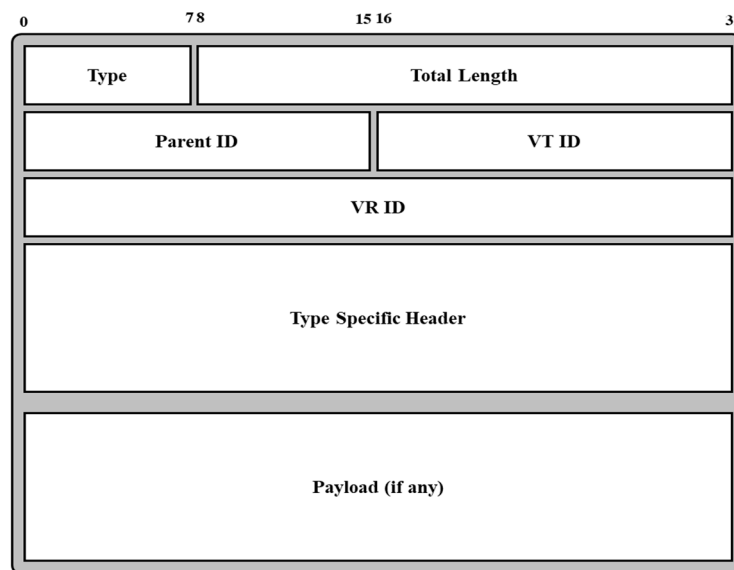 0 7 8 15 16 3
Type Total Length
Parent ID VT ID
VR ID
Type Specific Header
Payload (if any)